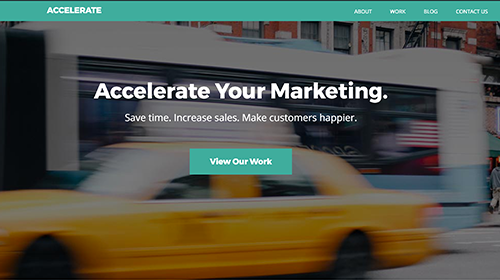 ACCELERATE
ABOUT WORK BLOG CONTACT US
Accelerate Your Marketing.
Save time. Increase sales. Make customers happier.
View Our Work